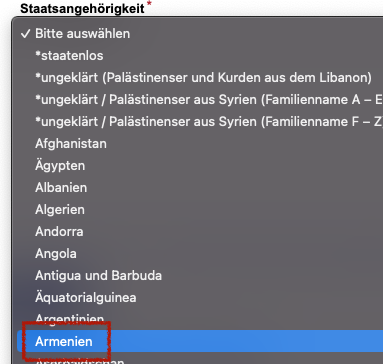 Staatsangehörigkeit *
✓ Bitte auswählen
*staatenlos
*ungeklärt (Palästinenser und Kurden aus dem Libanon)
*ungeklärt / Palästinenser aus Syrien (Familienname A – E
*ungeklärt / Palästinenser aus Syrien (Familienname F – Z
Afghanistan
Ägypten
Albanien
Algerien
Andorra
Angola
Antigua und Barbuda
Äquatorialguinea
Argentinien
Armenien